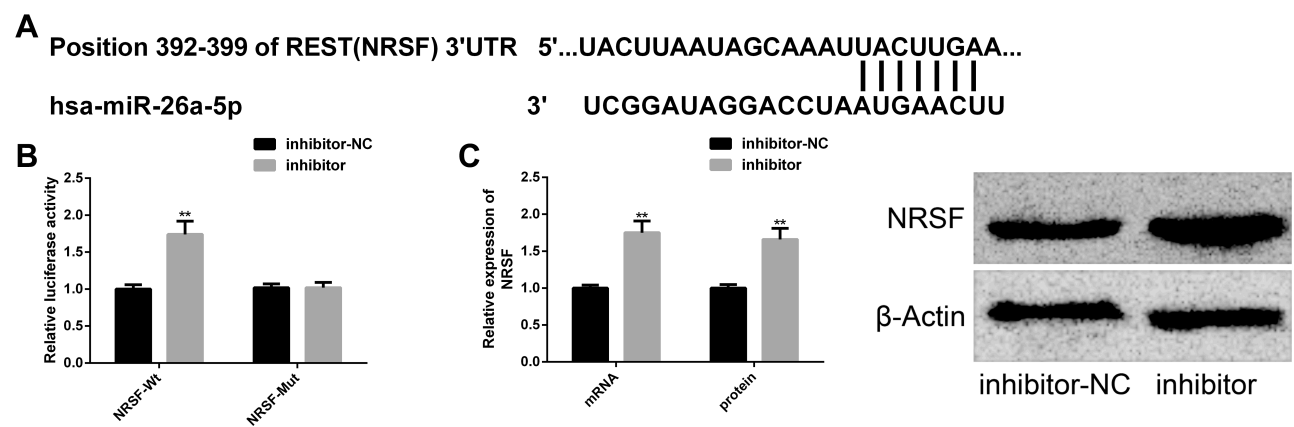 A
Position 392-399 of REST(NRSF) 3'UTR 5'...UACUUAAUAGCAAAUUACUUGAA...
hsa-miR-26a-5p 3' UCGGAUAGGACCUAAUGAACUU
B
inhibitor-NC
inhibitor
Relative luciferase activity
2.5
2.0
1.5
1.0
0.5
0.0
**
NRSF-Wt
NRSF-Mut
C
inhibitor-NC
inhibitor
Relative expression of
NRSF
2.5
2.0
1.5
1.0
0.5
0.0
**
**
mRNA
protein
NRSF
β-Actin
inhibitor-NC inhibitor